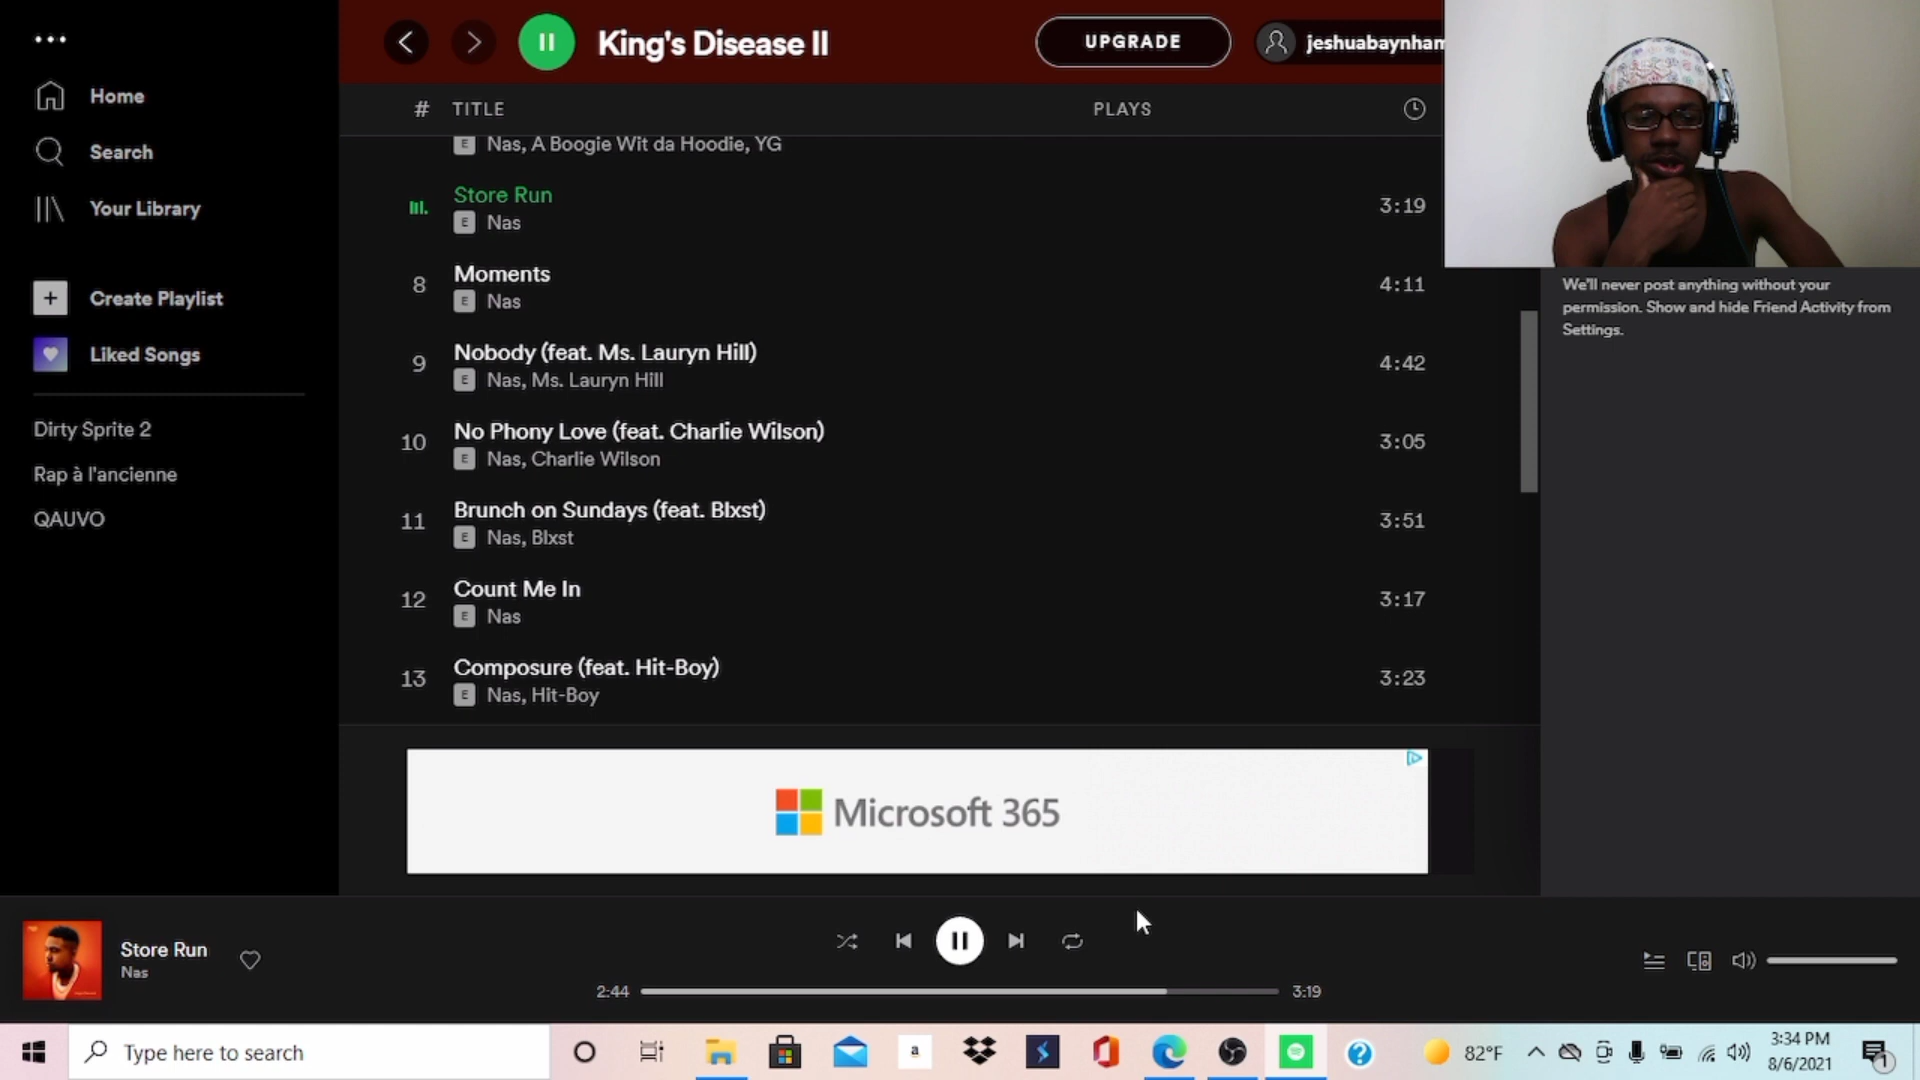 King's Disease II
UPGRADE
jeshuabaynham
Home
Search
Your Library
Create Playlist
Liked Songs
Dirty Sprite 2
Rap à l'ancienne
QAUVO
# TITLE PLAYS
E Nas, A Boogie Wit da Hoodie, YG
Store Run 3:19
E Nas
8 Moments 4:11
E Nas
9 Nobody (feat. Ms. Lauryn Hill) 4:42
E Nas, Ms. Lauryn Hill
10 No Phony Love (feat. Charlie Wilson) 3:05
E Nas, Charlie Wilson
11 Brunch on Sundays (feat. Blxst) 3:51
E Nas, Blxst
12 Count Me In 3:17
E Nas
13 Composure (feat. Hit-Boy) 3:23
E Nas, Hit-Boy
We'll never post anything without your
permission. Show and hide Friend Activity from
Settings.
Microsoft 365
Store Run
Nas
2:44 3:19
Type here to search
a
82°F
3:34 PM
8/6/2021
1